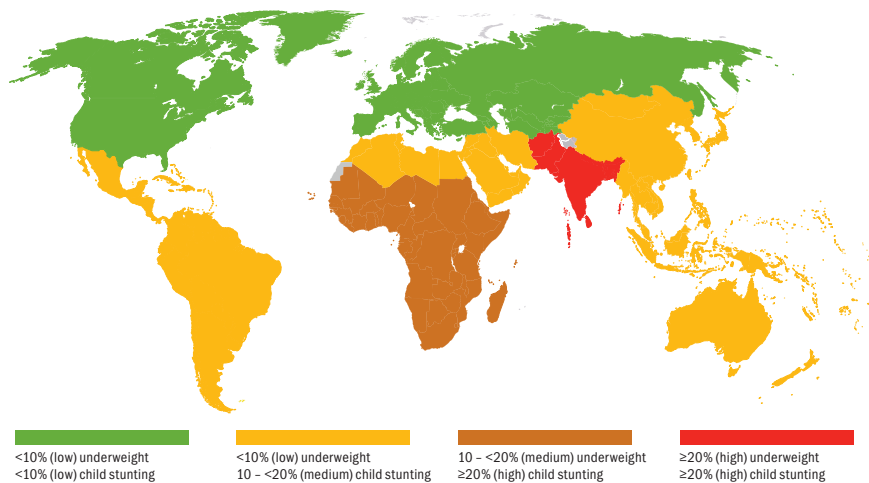 <10% (low) underweight
<10% (low) child stunting
<10% (low) underweight
10 – <20% (medium) child stunting
10 – <20% (medium) underweight
≥20% (high) child stunting
≥20% (high) underweight
≥20% (high) child stunting